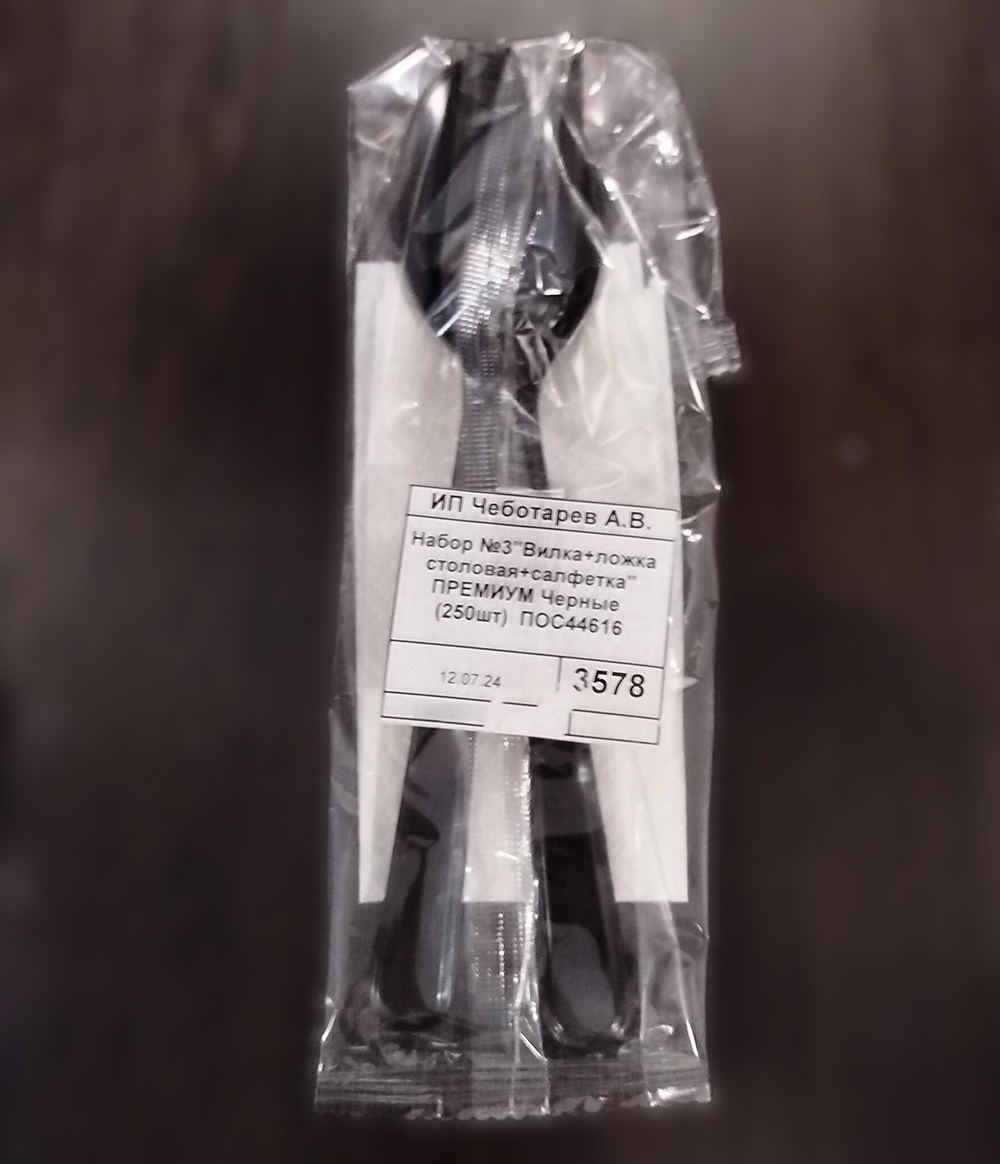 ИП Чеботарев А.В.
Набор №3"Вилка+ложка
столовая+салфетка"
ПРЕМИУМ Черные
(250шт) ПОС44616
12.07.24 3578